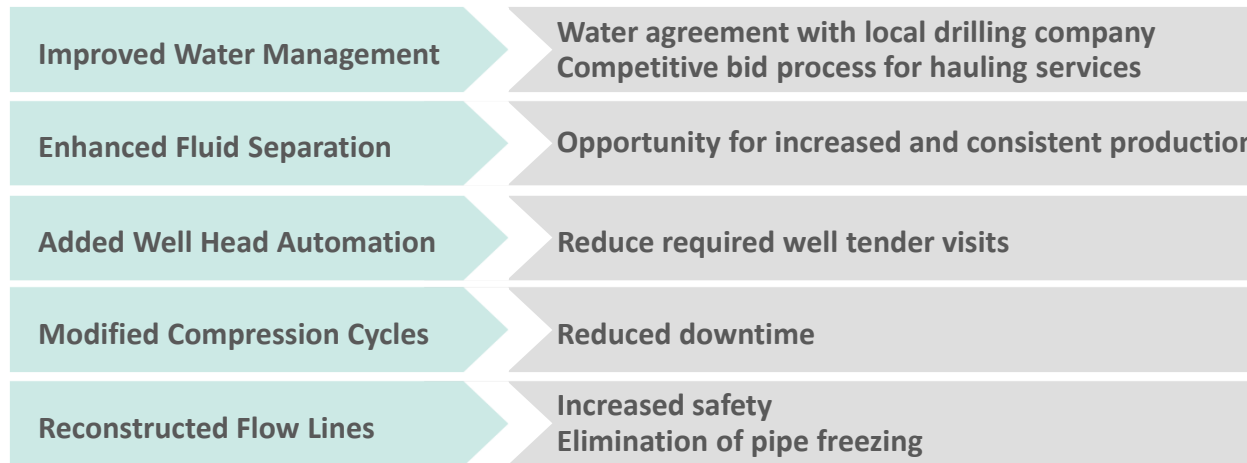 Improved Water Management
Water agreement with local drilling company
Competitive bid process for hauling services
Enhanced Fluid Separation
Opportunity for increased and consistent production
Added Well Head Automation
Reduce required well tender visits
Modified Compression Cycles
Reduced downtime
Reconstructed Flow Lines
Increased safety
Elimination of pipe freezing